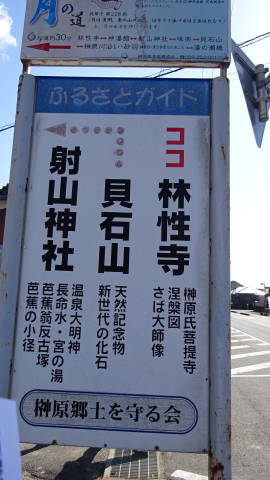 月の道
約30分
ふるさとガイド
ココ 林性寺
榊原氏菩提寺
涅槃図
さば大師像
貝石山
天然記念物
新世代の化石
射山神社
温泉大明神
長命水・宮の湯
芭蕉翁反古塚
芭蕉の小径
榊原郷土を守る会